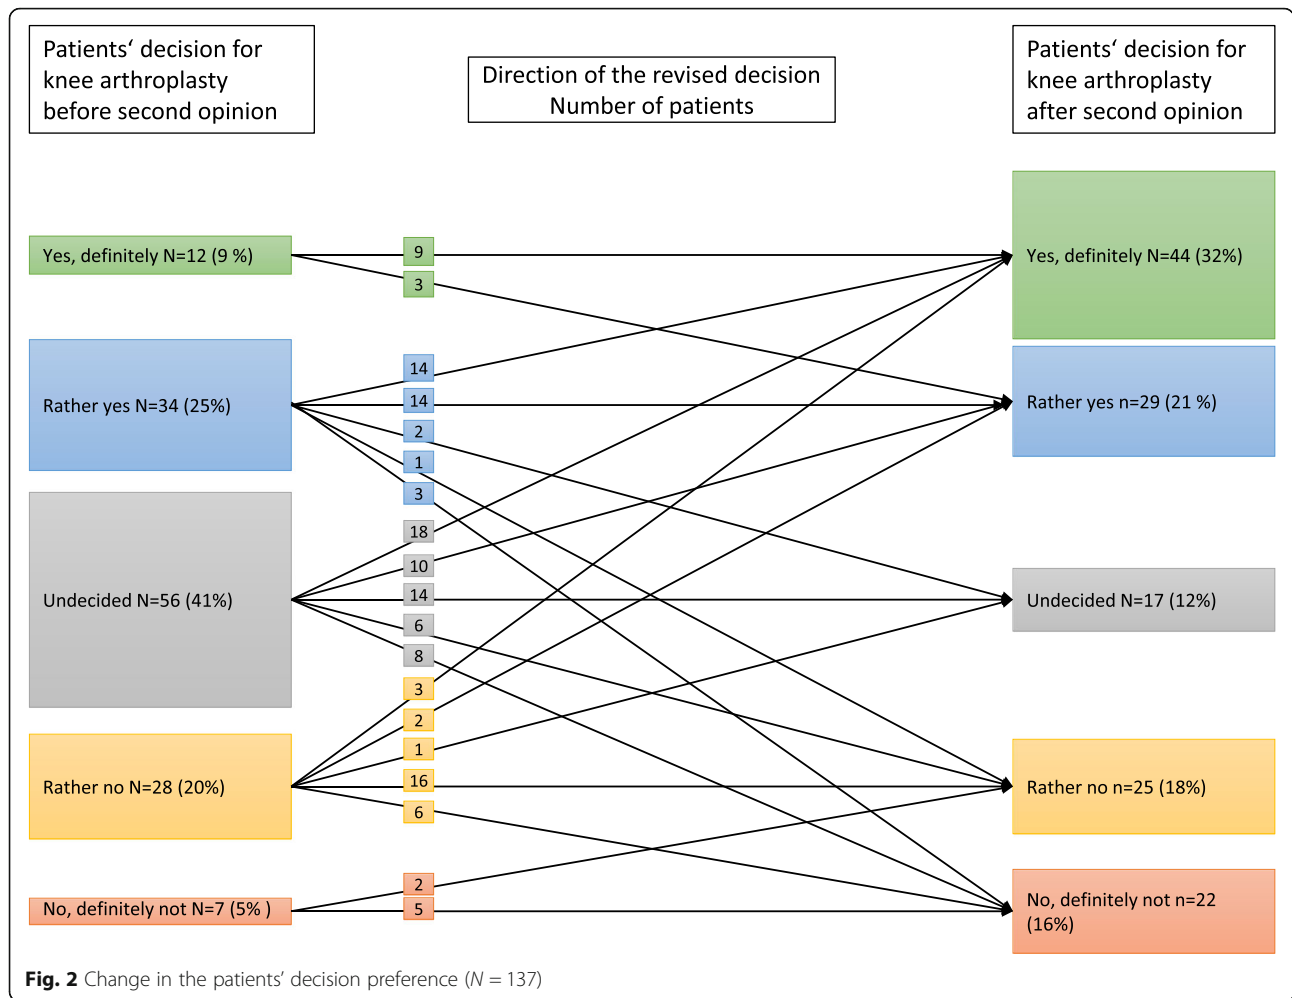 Patients‘ decision for
knee arthroplasty
before second opinion
Direction of the revised decision
Number of patients
Patients‘ decision for
knee arthroplasty
after second opinion
Yes, definitely N=12 (9 %)
9
3
Yes, definitely N=44 (32%)
Rather yes N=34 (25%)
14
14
2
1
3
Rather yes n=29 (21 %)
Undecided N=56 (41%)
18
10
14
6
8
Undecided N=17 (12%)
Rather no N=28 (20%)
3
2
1
16
6
Rather no n=25 (18%)
No, definitely not N=7 (5% )
2
5
No, definitely not n=22
(16%)
Fig. 2 Change in the patients’ decision preference (N = 137)